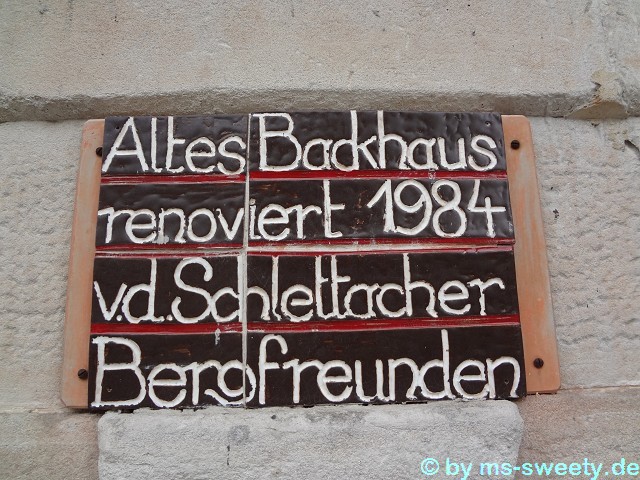 Altes Backhaus
renoviert 1984
v.d. Schlettacher
Bergfreunden
© by ms-sweety.de